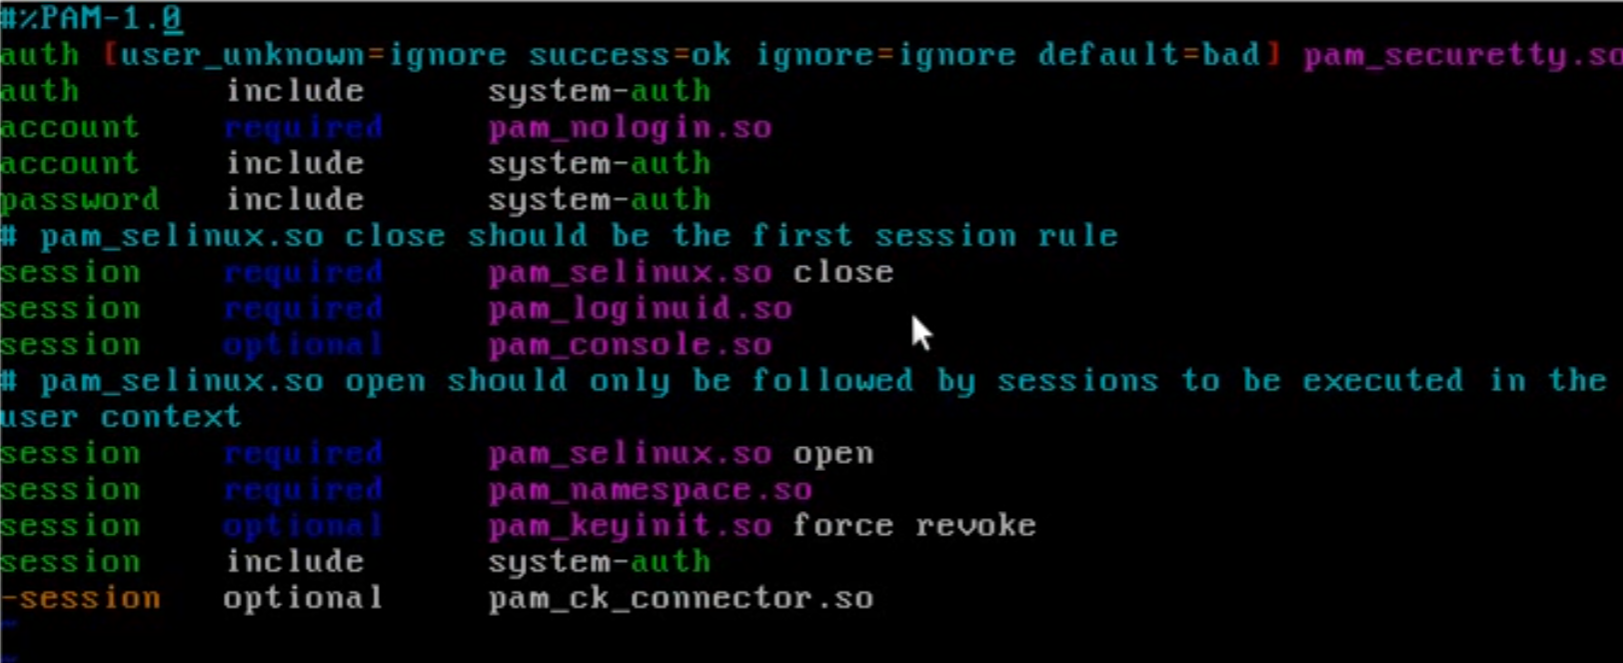 #%PAM-1.0
auth [user_unknown=ignore success=ok ignore=ignore default=bad] pam_securetty.so
auth       include      system-auth
account    required     pam_nologin.so
account    include      system-auth
password   include      system-auth
# pam_selinux.so close should be the first session rule
session    required     pam_selinux.so close
session    required     pam_loginuid.so
session    optional     pam_console.so
# pam_selinux.so open should only be followed by sessions to be executed in the
user context
session    required     pam_selinux.so open
session    required     pam_namespace.so
session    optional     pam_keyinit.so force revoke
session    include      system-auth
-session   optional     pam_ck_connector.so
~
~